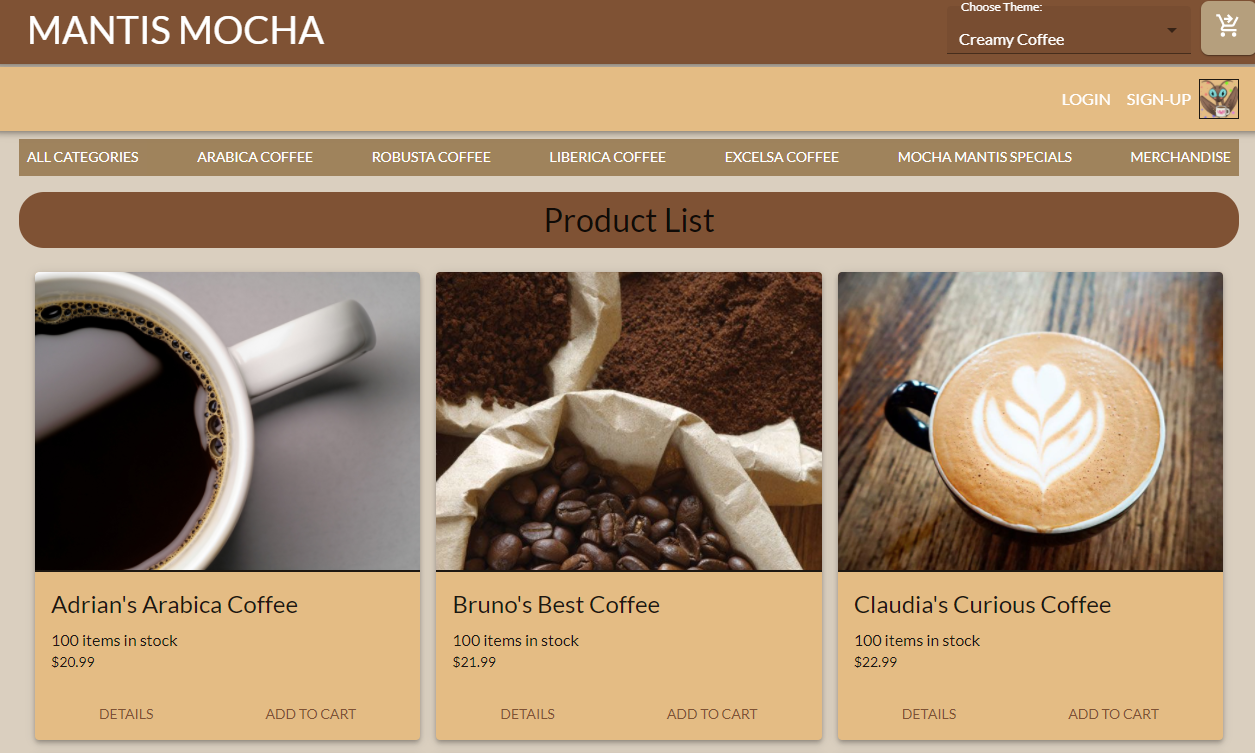 MANTIS MOCHA
Choose Theme:
Creamy Coffee
LOGIN SIGN-UP
ALL CATEGORIES ARABICA COFFEE ROBUSTA COFFEE LIBERICA COFFEE EXCELSA COFFEE MOCHA MANTIS SPECIALS MERCHANDISE
Product List
Adrian's Arabica Coffee
100 items in stock
$20.99
DETAILS ADD TO CART
Bruno's Best Coffee
100 items in stock
$21.99
DETAILS ADD TO CART
Claudia's Curious Coffee
100 items in stock
$22.99
DETAILS ADD TO CART